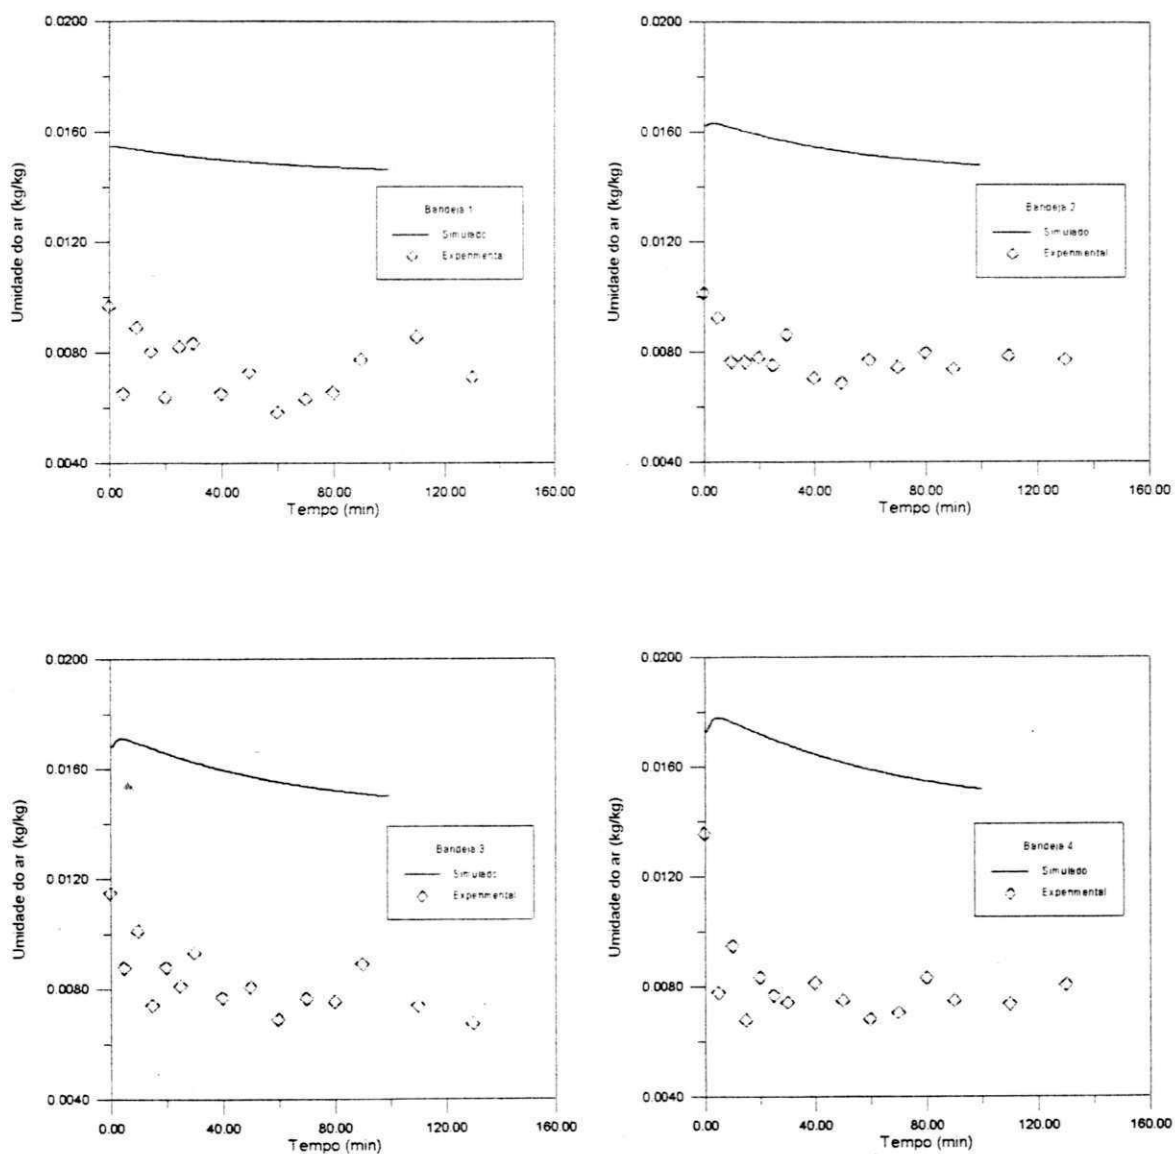 0.0200
0.0160
0.0120
0.0080
0.0040
Umidade do ar (kg/kg)
Bandeja 1
Simulado
Experimental
0.00 40.00 80.00 120.00 160.00
Tempo (min)
0.0200
0.0160
0.0120
0.0080
0.0040
Umidade do ar (kg/kg)
Bandeja 2
Simulado
Experimental
0.00 40.00 80.00 120.00 160.00
Tempo (min)
0.0200
0.0160
0.0120
0.0080
0.0040
Umidade do ar (kg/kg)
Bandeja 3
Simulado
Experimental
0.00 40.00 80.00 120.00 160.00
Tempo (min)
0.0200
0.0160
0.0120
0.0080
0.0040
Umidade do ar (kg/kg)
Bandeja 4
Simulado
Experimental
0.00 40.00 80.00 120.00 160.00
Tempo (min)